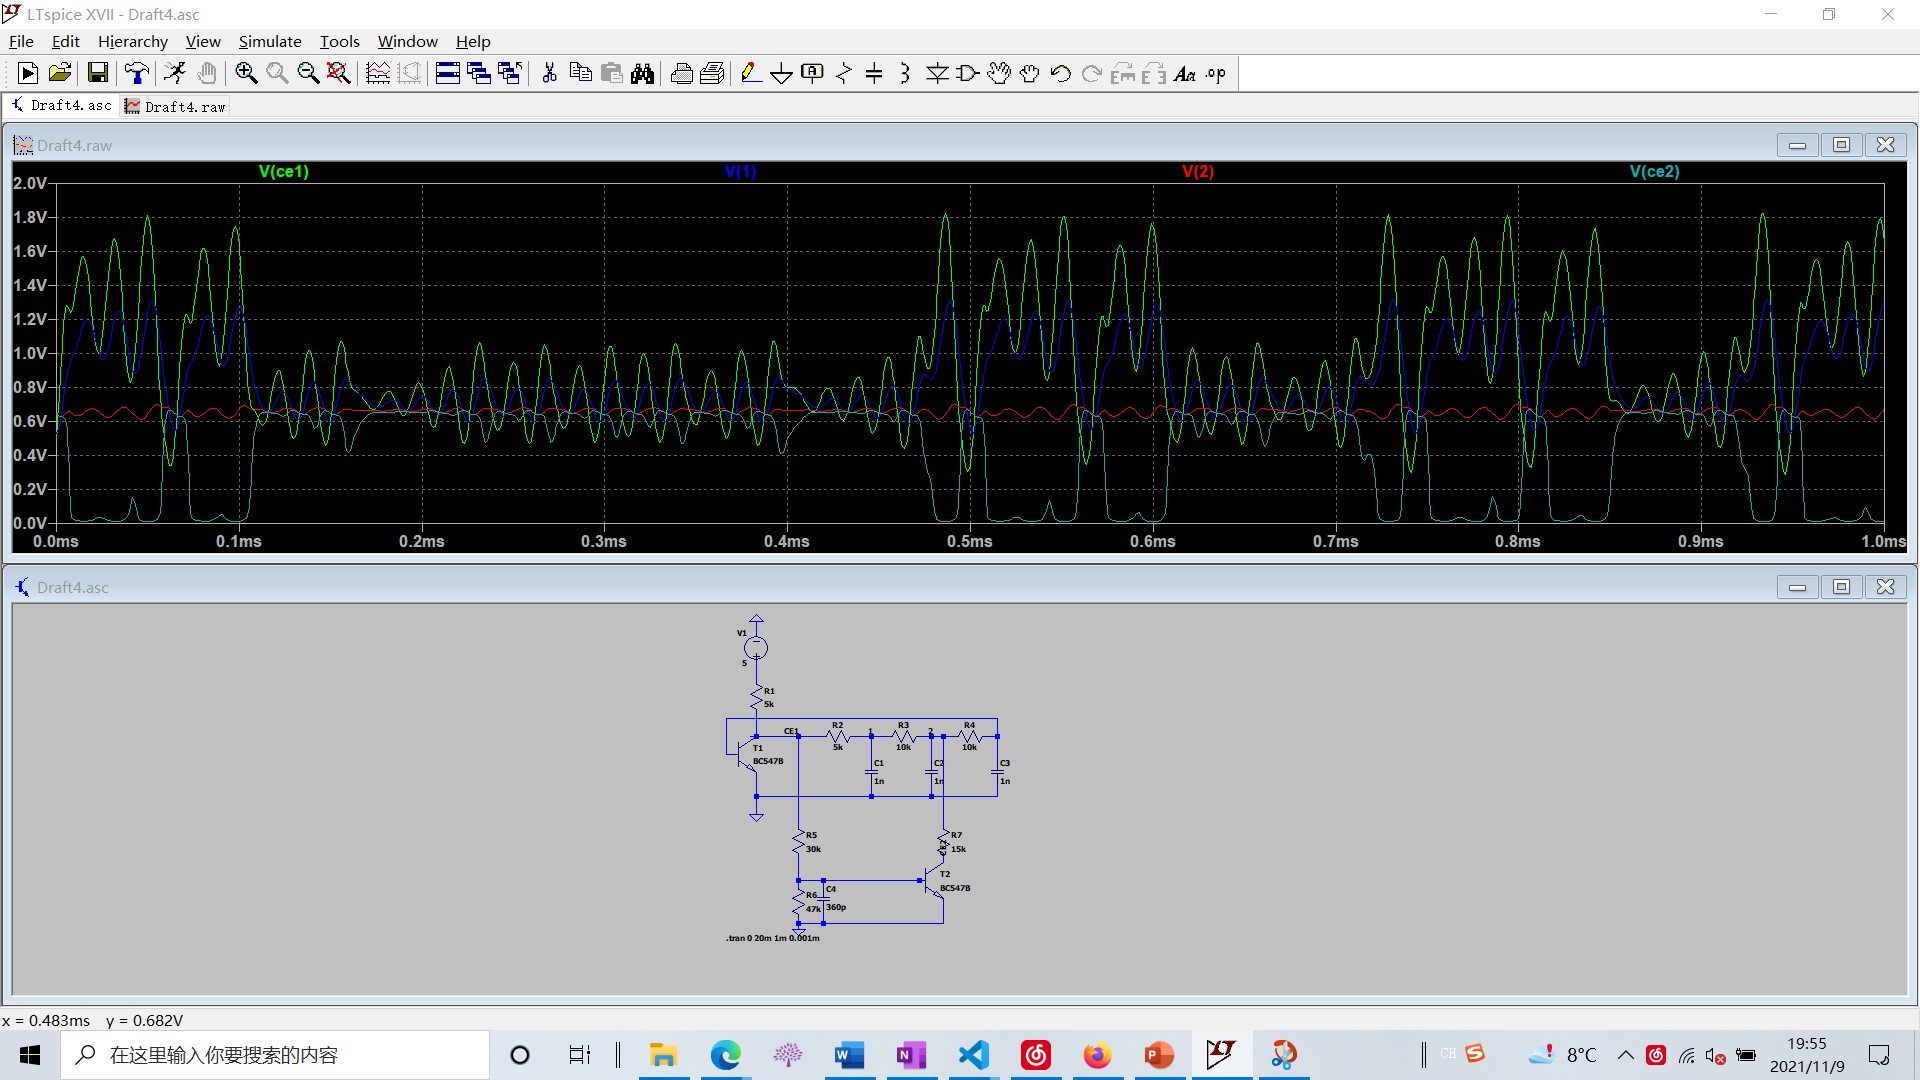 LTspice XVII - Draft4.asc
File Edit Hierarchy View Simulate Tools Window Help
Draft4.asc Draft4.raw
Draft4.raw
V(ce1) V(1) V(2) V(ce2)
2.0V
1.8V
1.6V
1.4V
1.2V
1.0V
0.8V
0.6V
0.4V
0.2V
0.0V
0.0ms 0.1ms 0.2ms 0.3ms 0.4ms 0.5ms 0.6ms 0.7ms 0.8ms 0.9ms 1.0ms
Draft4.asc
V1
5
R1
5k
CE1 R2 1 R3 2 R4
5k 10k 10k
T1
BC547B
C1 C2 C3
1n 1n 1n
R5 R7
30k CE2 15k
T2
BC547B
R6 C4
47k 360p
.tran 0 20m 1m 0.001m
x = 0.483ms y = 0.682V
在这里输入你要搜索的内容
CH
8°C
19:55
2021/11/9